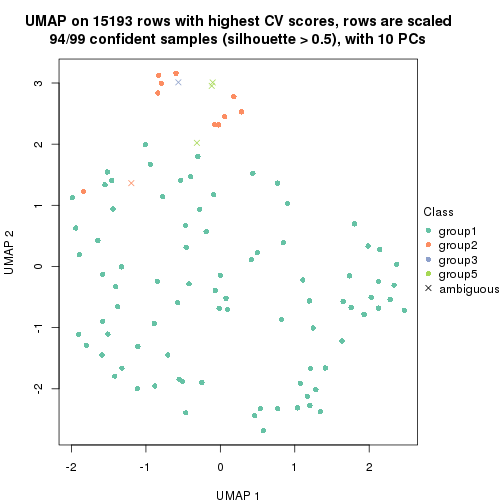 UMAP on 15193 rows with highest CV scores, rows are scaled
94/99 confident samples (silhouette > 0.5), with 10 PCs
3
2
1
0
-1
-2
UMAP 2
-2
-1
0
1
2
UMAP 1
Class
group1
group2
group3
group5
ambiguous